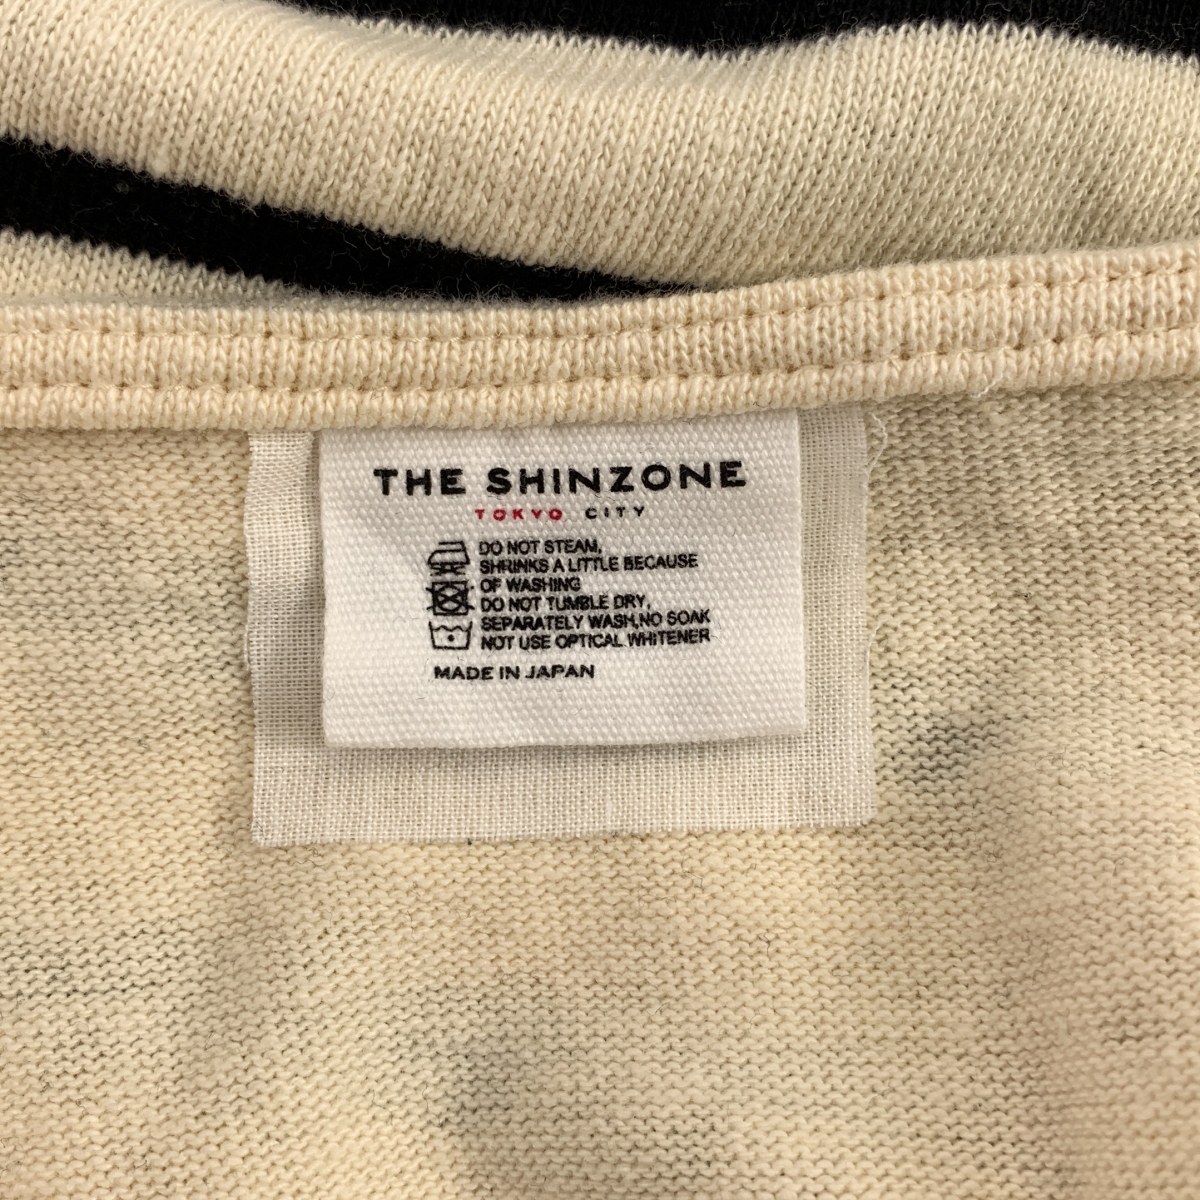 THE SHINZONE
TOKYO CITY
DO NOT STEAM,
SHRINKS A LITTLE BECAUSE
OF WASHING
DO NOT TUMBLE DRY,
SEPARATELY WASH,NO SOAK
NOT USE OPTICAL WHITENER
MADE IN JAPAN